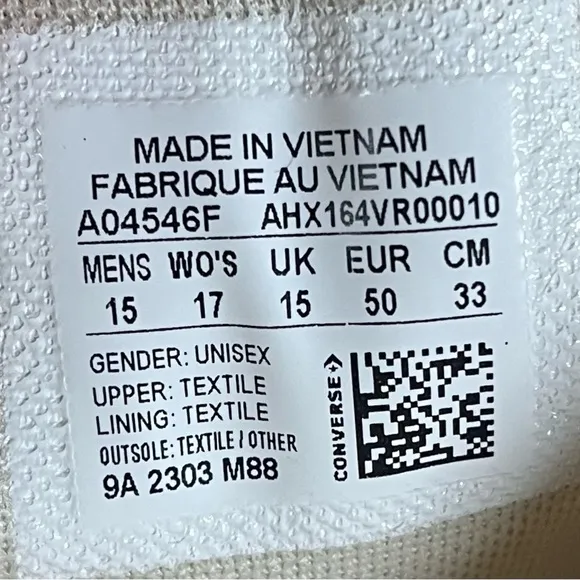 MADE IN VIETNAM
FABRIQUE AU VIETNAM
A04546F AHX164VR00010
MENS WO'S UK EUR CM
15 17 15 50 33
GENDER: UNISEX
UPPER: TEXTILE
LINING: TEXTILE
OUTSOLE: TEXTILE / OTHER
9A 2303 M88
CONVERSE